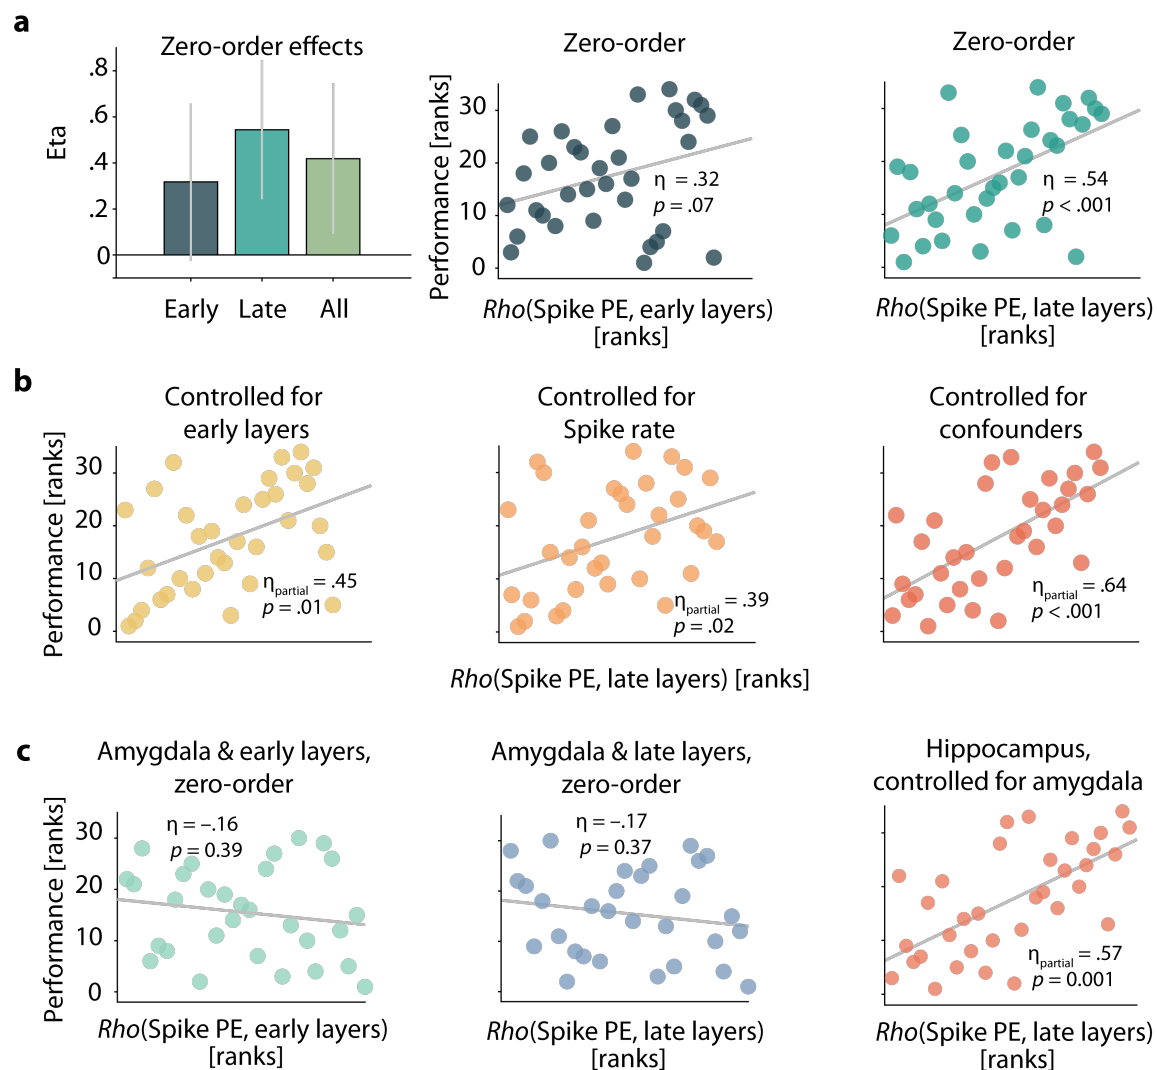 a
Zero-order effects
Eta
.8
.6
.4
.2
0
Early Late All
Zero-order
Performance [ranks]
30
20
10
0
η = .32
p = .07
Rho(Spike PE, early layers)
[ranks]
Zero-order
η = .54
p < .001
Rho(Spike PE, late layers)
[ranks]
b
Controlled for
early layers
Performance [ranks]
30
20
10
0
ηpartial = .45
p = .01
Controlled for
Spike rate
ηpartial = .39
p = .02
Rho(Spike PE, late layers) [ranks]
Controlled for
confounders
ηpartial = .64
p < .001
c
Amygdala & early layers,
zero-order
Performance [ranks]
30
20
10
0
η = –.16
p = 0.39
Rho(Spike PE, early layers)
[ranks]
Amygdala & late layers,
zero-order
η = –.17
p = 0.37
Rho(Spike PE, late layers)
[ranks]
Hippocampus,
controlled for amygdala
ηpartial = .57
p = 0.001
Rho(Spike PE, late layers)
[ranks]